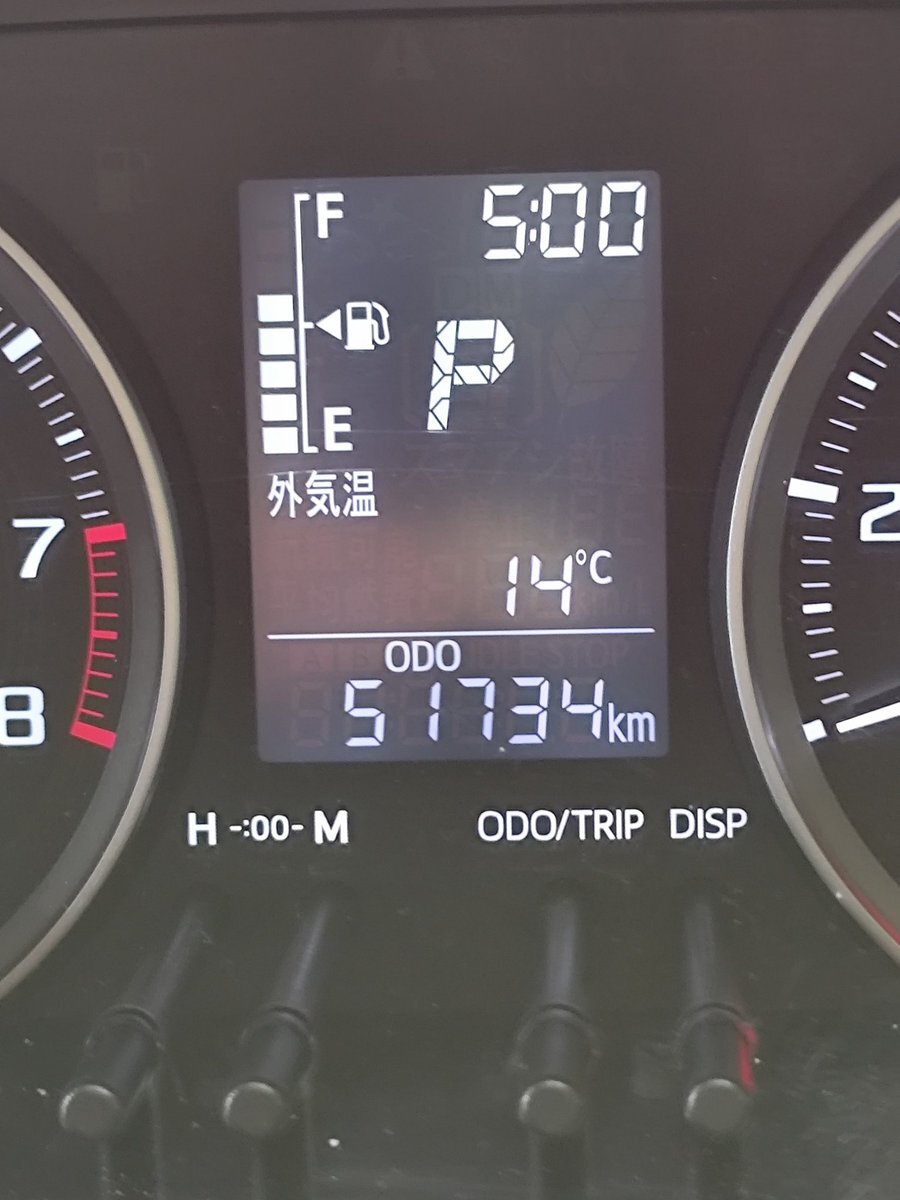 F 5:00
P
E
外気温
14°C
7
2
ODO
51734km
8
H -:00- M ODO/TRIP DISP